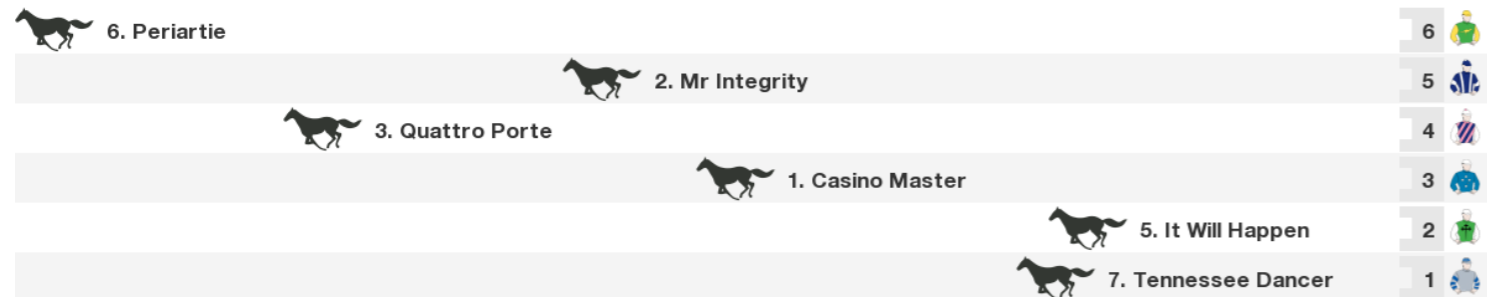 6. Periartie 6
2. Mr Integrity 5
3. Quattro Porte 4
1. Casino Master 3
5. It Will Happen 2
7. Tennessee Dancer 1